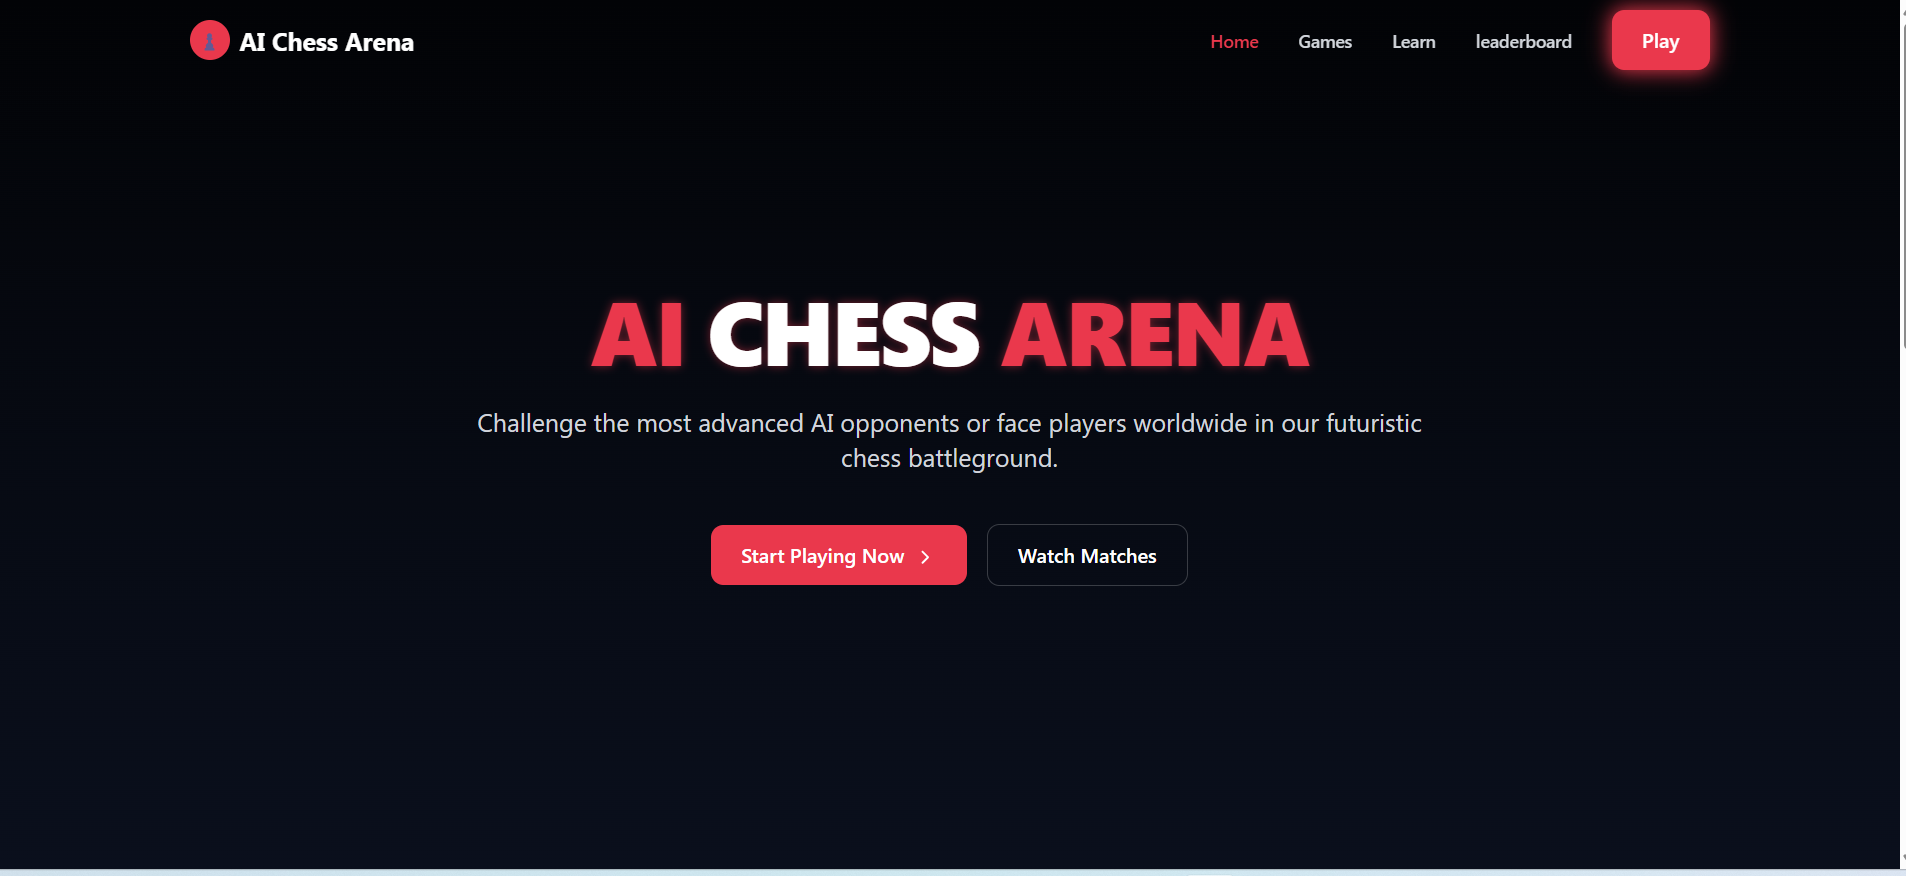 AI Chess Arena
Home
Games
Learn
leaderboard
Play
AI CHESS ARENA
Challenge the most advanced AI opponents or face players worldwide in our futuristic
chess battleground.
Start Playing Now
Watch Matches